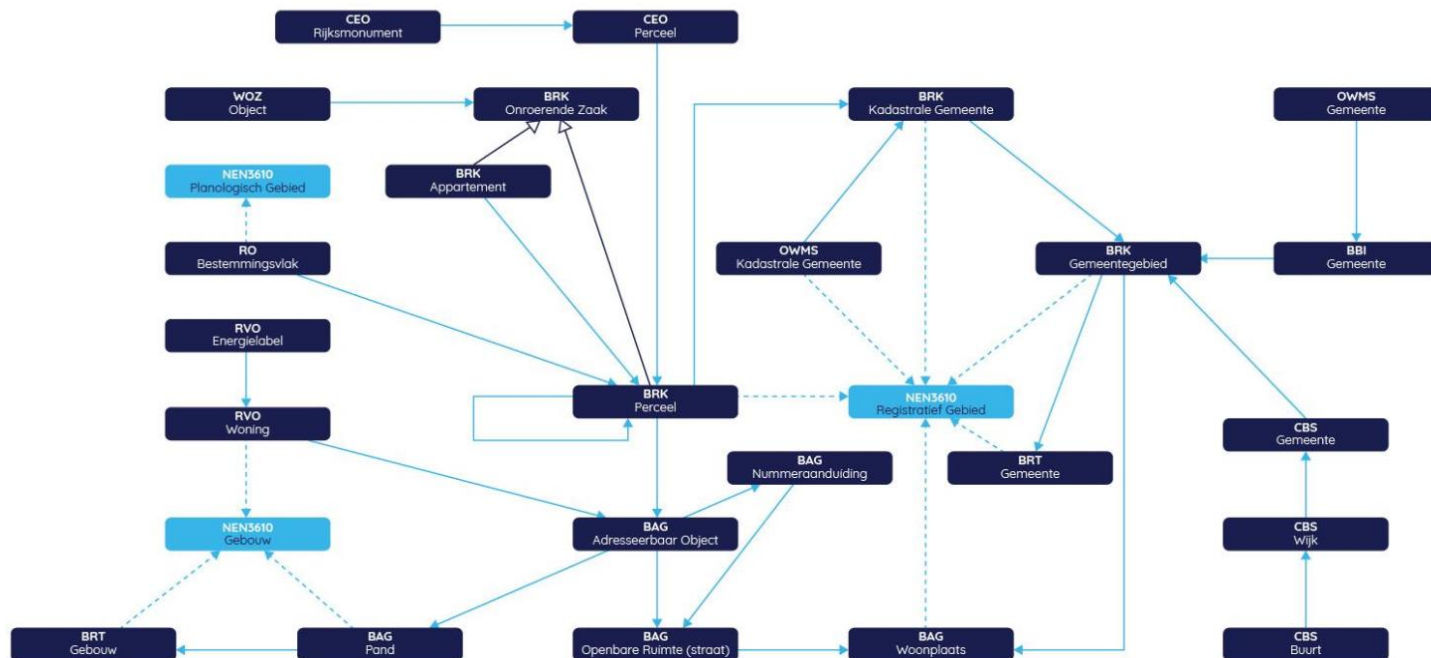 CEO
Rijksmonument
CEO
Perceel
WOZ
Object
BRK
Onroerende Zaak
BRK
Kadastrale Gemeente
OWMS
Gemeente
NEN3610
Planologisch Gebied
BRK
Appartement
RO
Bestemmingsvlak
OWMS
Kadastrale Gemeente
BRK
Gemeentegebied
BBI
Gemeente
RVO
Energielabel
BRK
Perceel
NEN3610
Registratief Gebied
RVO
Woning
CBS
Gemeente
BAG
Nummeraanduiding
BRT
Gemeente
NEN3610
Gebouw
BAG
Adresseerbaar Object
CBS
Wijk
BRT
Gebouw
BAG
Pand
BAG
Openbare Ruimte (straat)
BAG
Woonplaats
CBS
Buurt